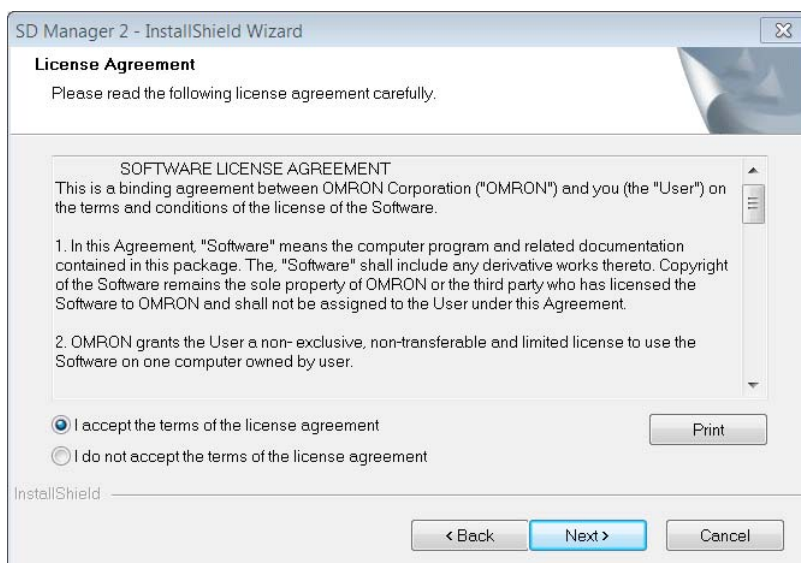 SD Manager 2 - InstallShield Wizard
License Agreement
Please read the following license agreement carefully.
SOFTWARE LICENSE AGREEMENT
This is a binding agreement between OMRON Corporation ("OMRON") and you (the "User") on
the terms and conditions of the license of the Software.
1. In this Agreement, "Software" means the computer program and related documentation
contained in this package. The, "Software" shall include any derivative works thereto. Copyright
of the Software remains the sole property of OMRON or the third party who has licensed the
Software to OMRON and shall not be assigned to the User under this Agreement.
2. OMRON grants the User a non- exclusive, non-transferable and limited license to use the
Software on one computer owned by user.
I accept the terms of the license agreement
Print
I do not accept the terms of the license agreement
InstallShield
< Back
Next >
Cancel